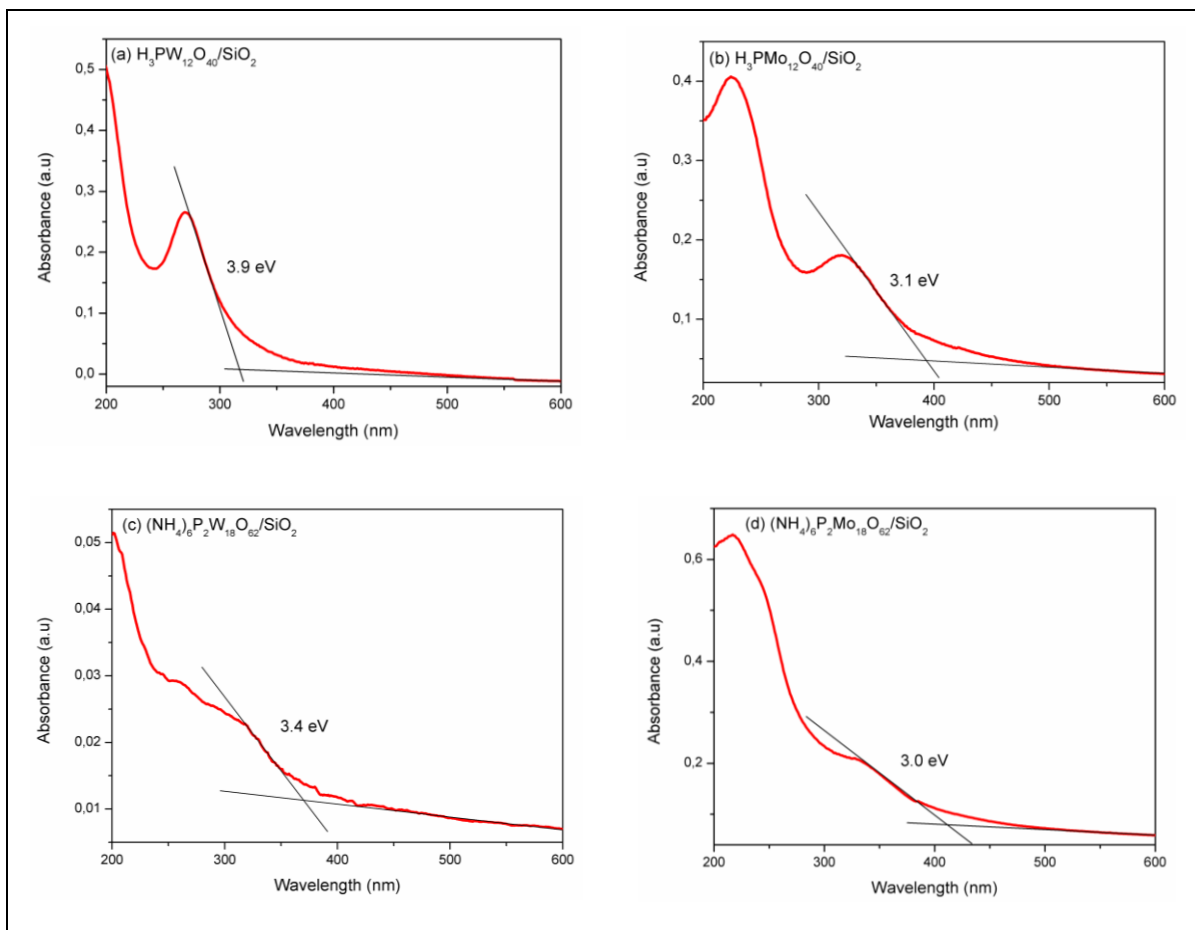 (a) H₃PW₁₂O₄₀/SiO₂
0,5
0,4
0,3
0,2
0,1
0,0
Absorbance (a.u)
3.9 eV
200 300 400 500 600
Wavelength (nm)
(b) H₃PMo₁₂O₄₀/SiO₂
0,4
0,3
0,2
0,1
Absorbance (a.u)
3.1 eV
200 300 400 500 600
Wavelength (nm)
(c) (NH₄)₆P₂W₁₈O₆₂/SiO₂
0,05
0,04
0,03
0,02
0,01
Absorbance (a.u)
3.4 eV
200 300 400 500 600
Wavelength (nm)
(d) (NH₄)₆P₂Mo₁₈O₆₂/SiO₂
0,6
0,4
0,2
Absorbance (a.u)
3.0 eV
200 300 400 500 600
Wavelength (nm)